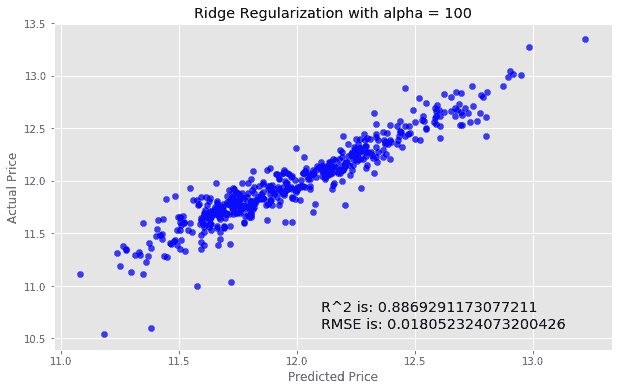 Ridge Regularization with alpha = 100
13.5
13.0
12.5
12.0
11.5
11.0
10.5
Actual Price
R^2 is: 0.8869291173077211
RMSE is: 0.018052324073200426
11.0 11.5 12.0 12.5 13.0
Predicted Price